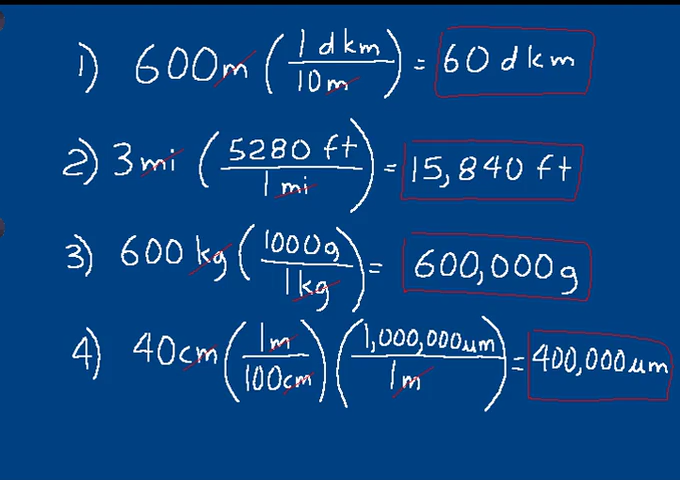 1) 600m (1 dkm / 10m) = 60 dkm
2) 3mi (5280 ft / 1 mi) = 15,840 ft
3) 600 kg (1000g / 1kg) = 600,000g
4) 40cm (1m / 100cm) (1,000,000um / 1m) = 400,000um